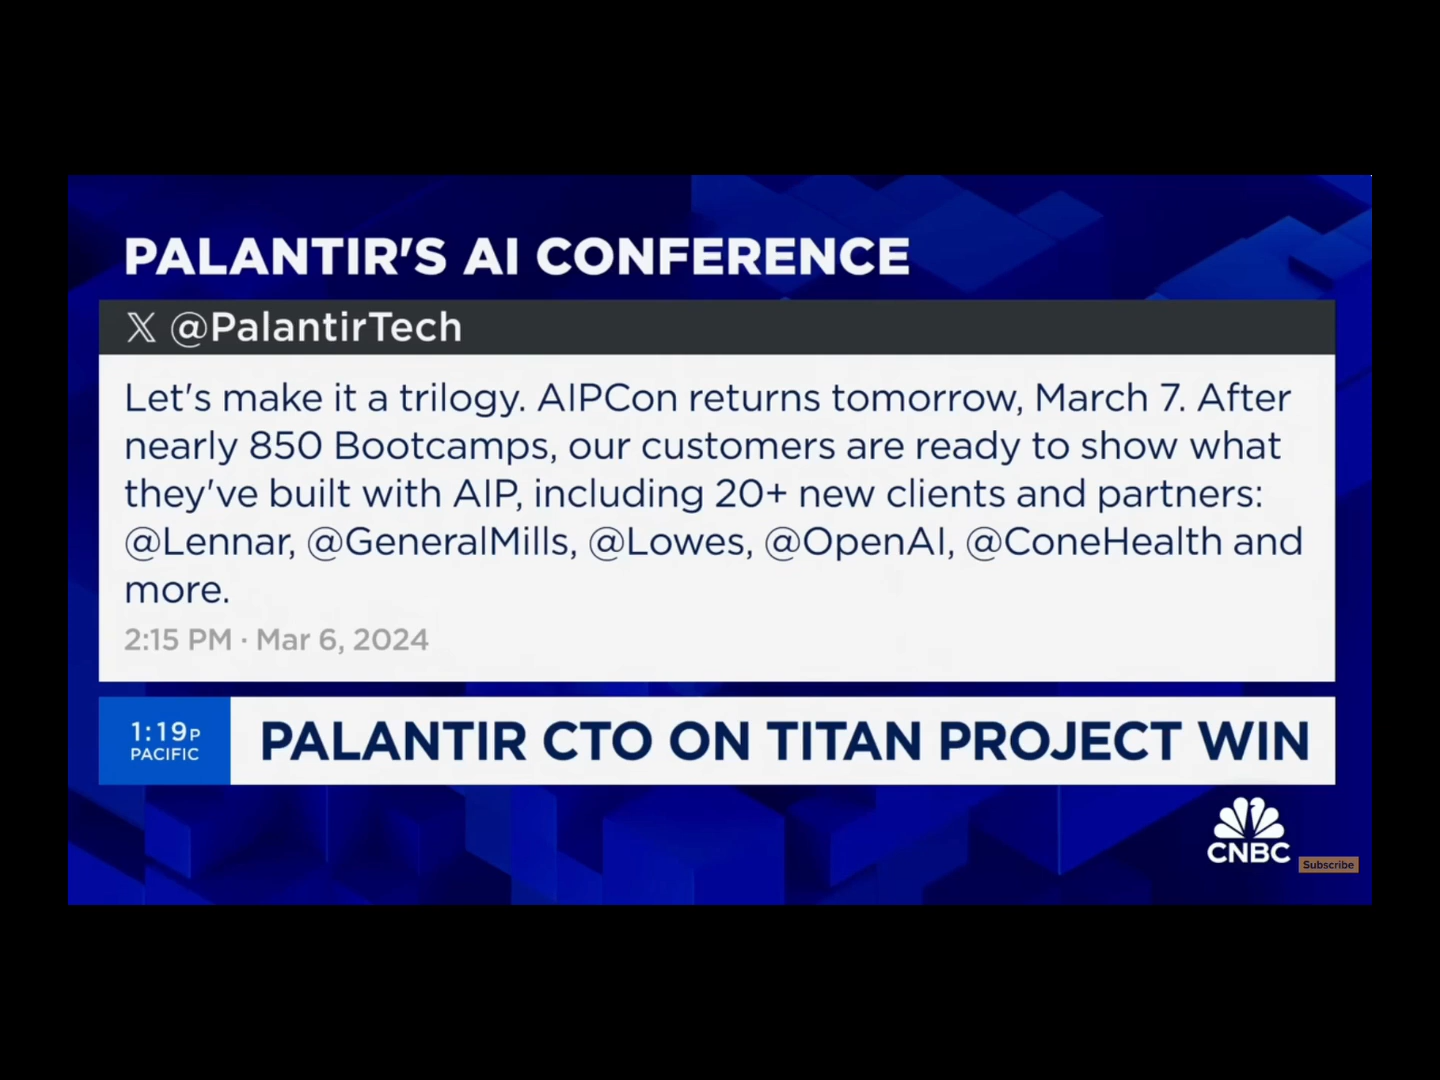 PALANTIR'S AI CONFERENCE
X @PalantirTech
Let's make it a trilogy. AIPCon returns tomorrow, March 7. After
nearly 850 Bootcamps, our customers are ready to show what
they've built with AIP, including 20+ new clients and partners:
@Lennar, @GeneralMills, @Lowes, @OpenAI, @ConeHealth and
more.
2:15 PM · Mar 6, 2024
1:19P
PACIFIC
PALANTIR CTO ON TITAN PROJECT WIN
CNBC
Subscribe